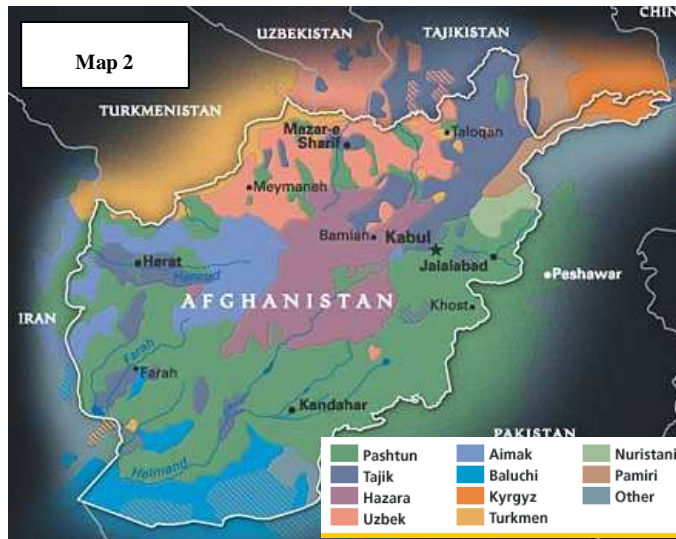 CHIN
UZBEKISTAN
TAJIKISTAN
Map 2
TURKMENISTAN
Mazar-e
Sharif
Taloqan
Meymaneh
Bamian
Kabul
Herat
Harirud
Jalalabad
Peshawar
AFGHANISTAN
Khost
IRAN
Farah
Farah
Kandahar
PAKISTAN
Helmand
Pashtun
Tajik
Hazara
Uzbek
Aimak
Baluchi
Kyrgyz
Turkmen
Nuristani
Pamiri
Other